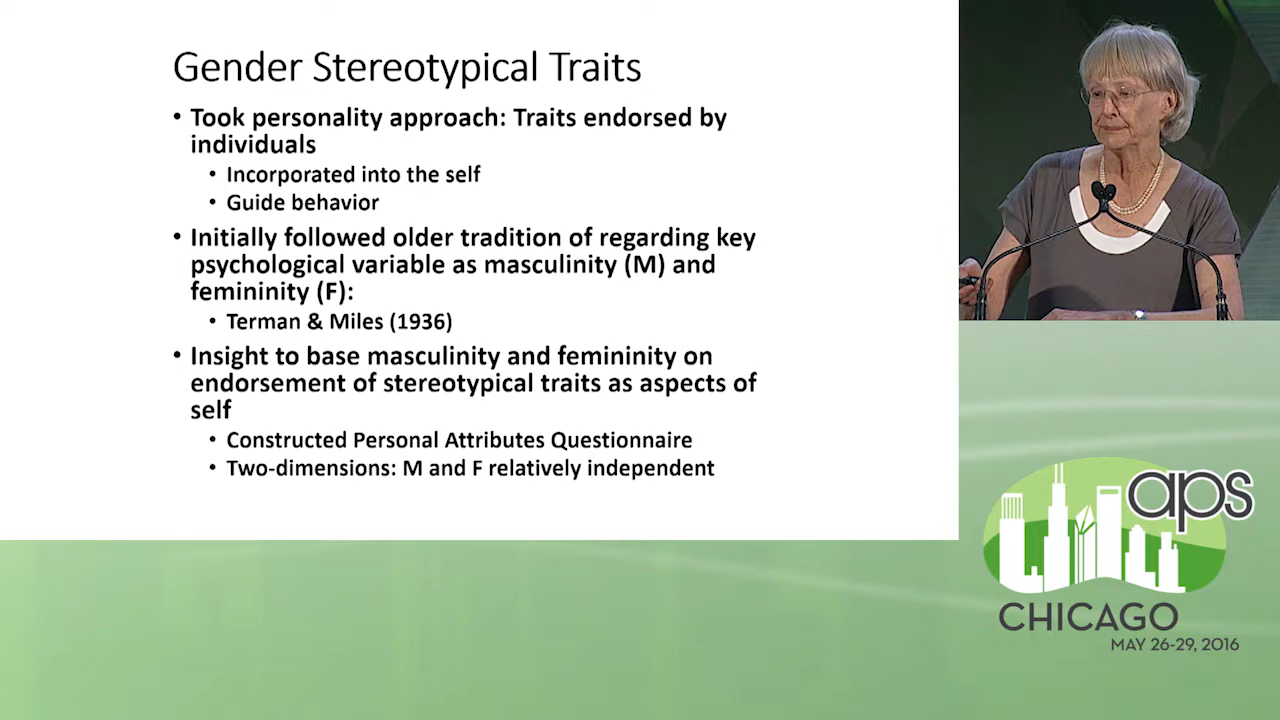 Gender Stereotypical Traits
• Took personality approach: Traits endorsed by
individuals
• Incorporated into the self
• Guide behavior
• Initially followed older tradition of regarding key
psychological variable as masculinity (M) and
femininity (F):
• Terman & Miles (1936)
• Insight to base masculinity and femininity on
endorsement of stereotypical traits as aspects of
self
• Constructed Personal Attributes Questionnaire
• Two-dimensions: M and F relatively independent
aps
CHICAGO
MAY 26-29, 2016